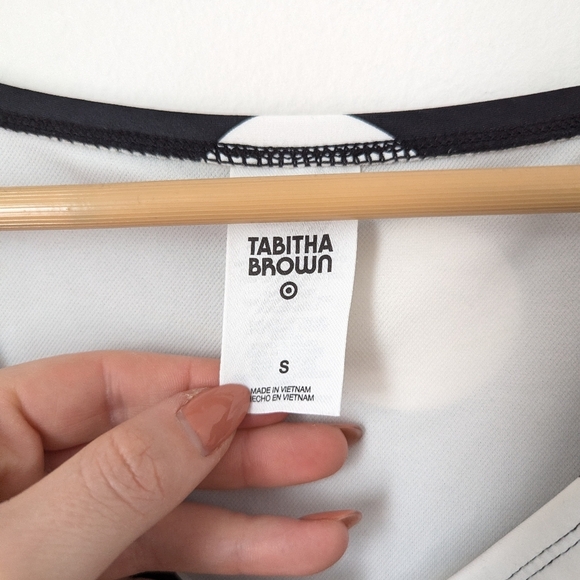 TABITHA
BROWN
S
MADE IN VIETNAM
HECHO EN VIETNAM